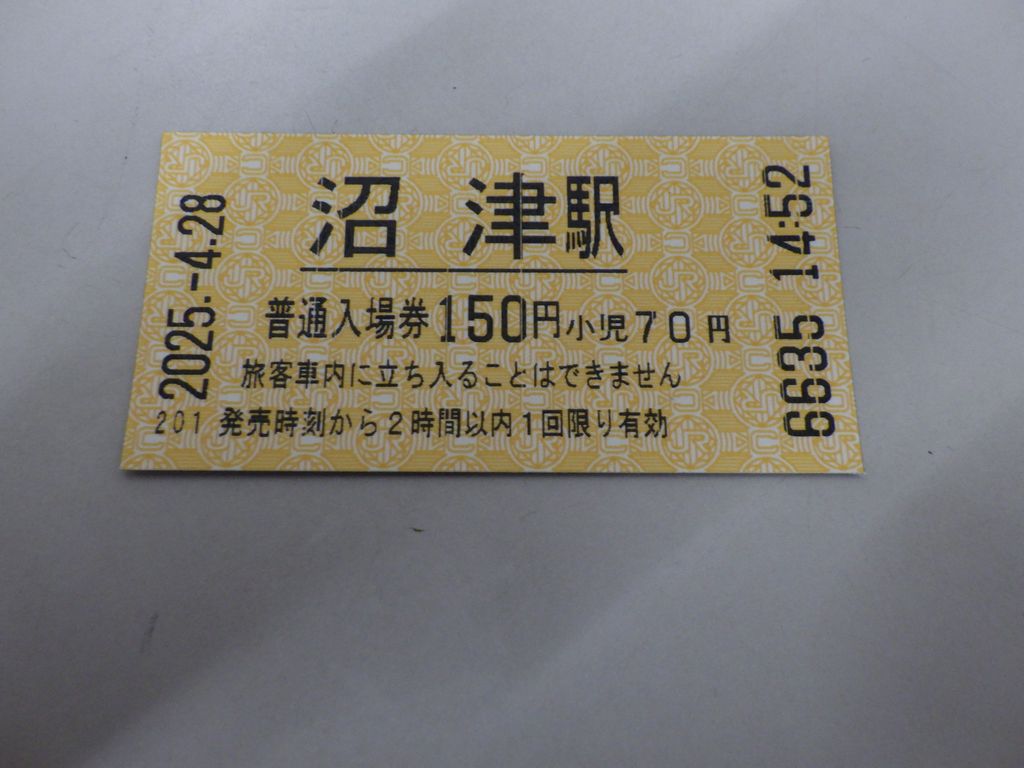 沼津駅
普通入場券150円小児70円
旅客車内に立ち入ることはできません
201 発売時刻から2時間以内1回限り有効
2025.-4.28
6635 14:52